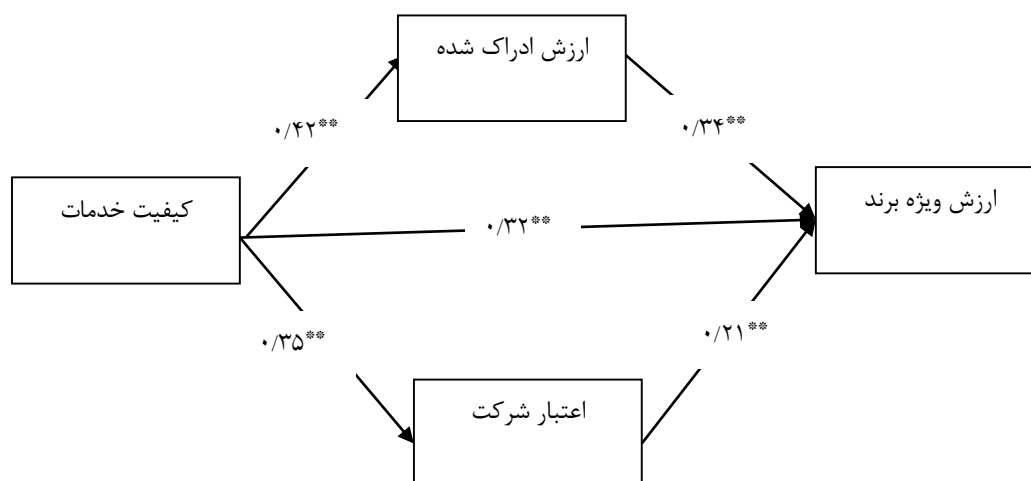 ارزش ادراک شده
۰/۴۲**
۰/۳۴**
کیفیت خدمات
ارزش ویژه برند
۰/۳۲**
۰/۳۵**
۰/۲۱**
اعتبار شرکت